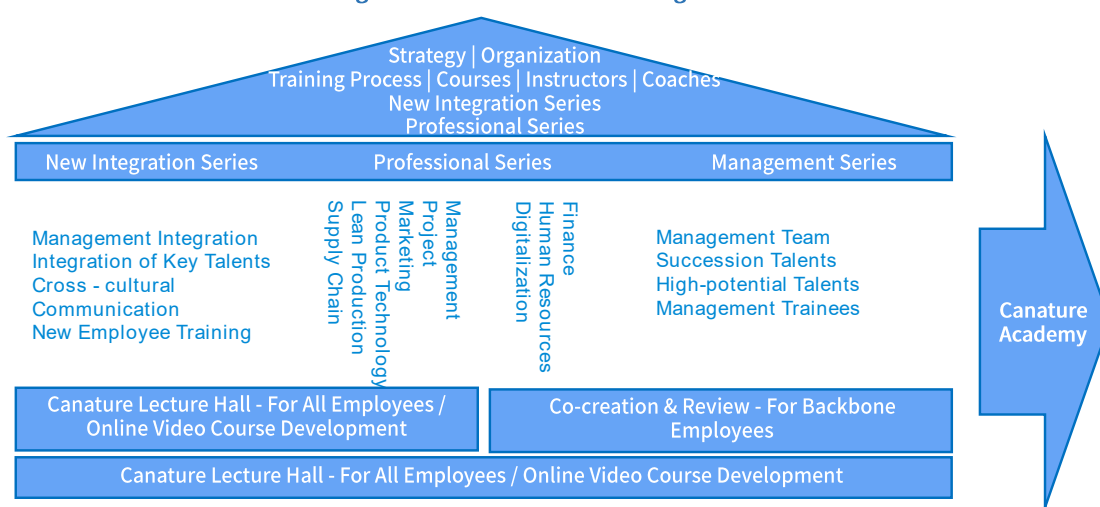 Strategy | Organization
Training Process | Courses | Instructors | Coaches
New Integration Series
Professional Series
New Integration Series
Professional Series
Management Series
Management Integration
Integration of Key Talents
Cross - cultural
Communication
New Employee Training
Management
Project
Marketing
Product Technology
Lean Production
Supply Chain
Finance
Human Resources
Digitalization
Management Team
Succession Talents
High-potential Talents
Management Trainees
Canature
Academy
Canature Lecture Hall - For All Employees /
Online Video Course Development
Co-creation & Review - For Backbone
Employees
Canature Lecture Hall - For All Employees / Online Video Course Development